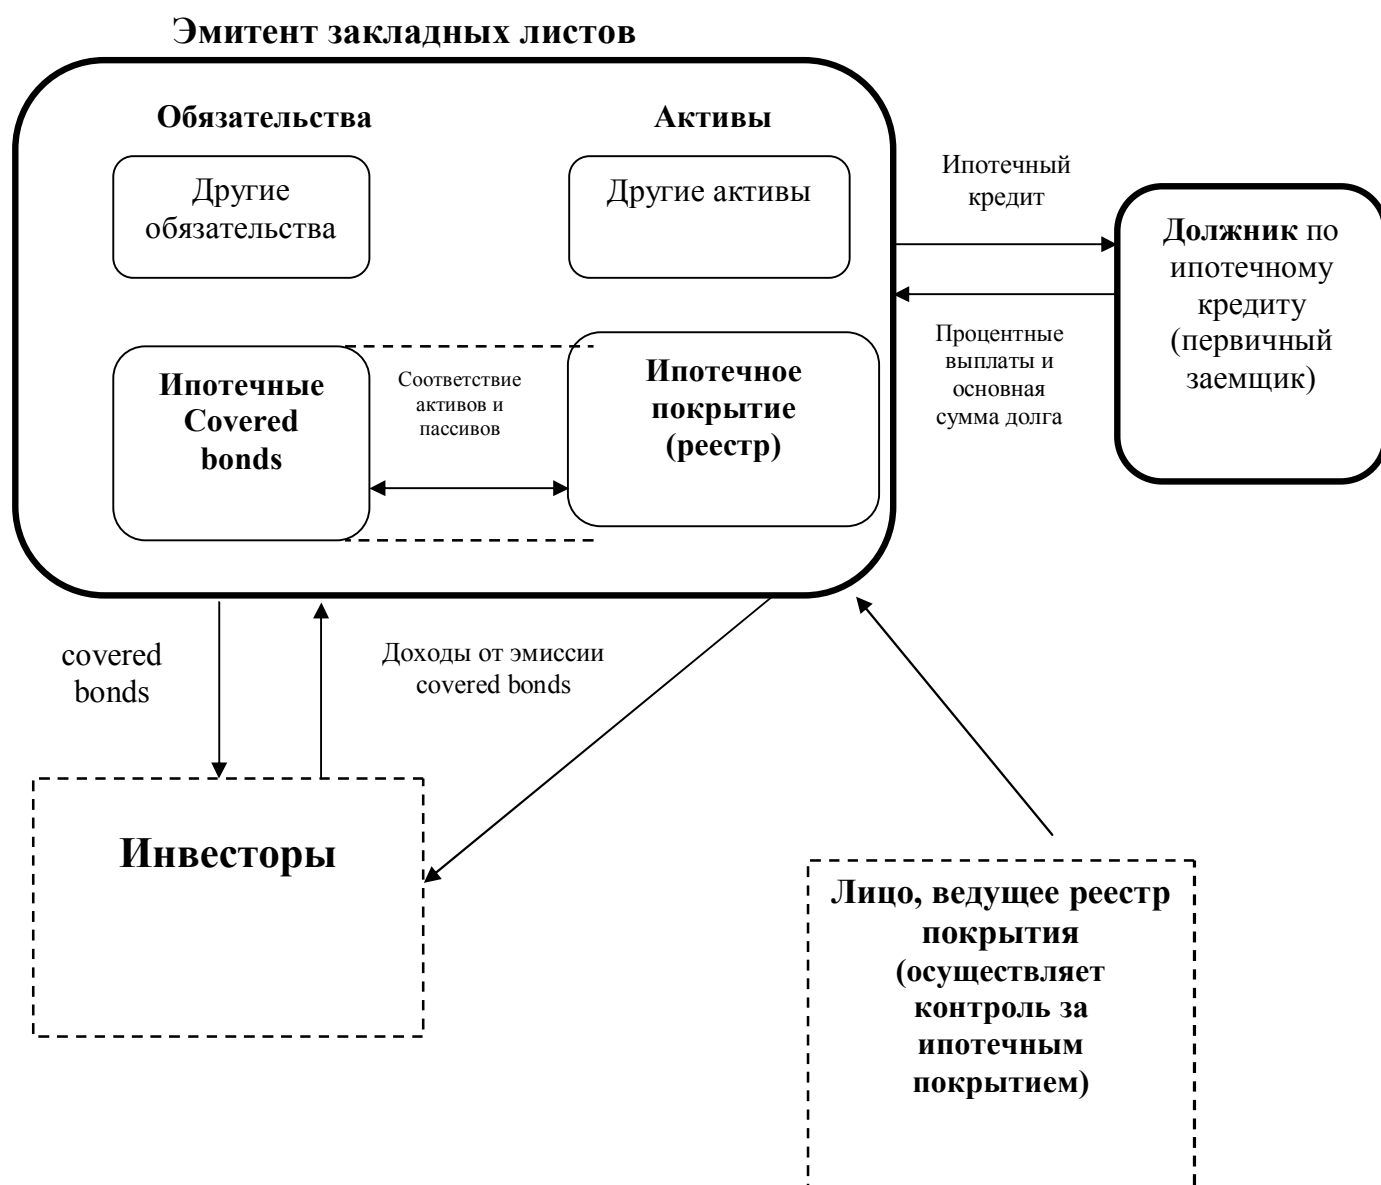 Эмитент закладных листов
Обязательства
Активы
Другие
обязательства
Другие активы
Ипотечный
кредит
Должник по
ипотечному
кредиту
(первичный
заемщик)
Процентные
выплаты и
основная
сумма долга
Ипотечные
Covered
bonds
Соответствие
активов и
пассивов
Ипотечное
покрытие
(реестр)
covered
bonds
Доходы от эмиссии
covered bonds
Инвесторы
Лицо, ведущее реестр
покрытия
(осуществляет
контроль за
ипотечным
покрытием)